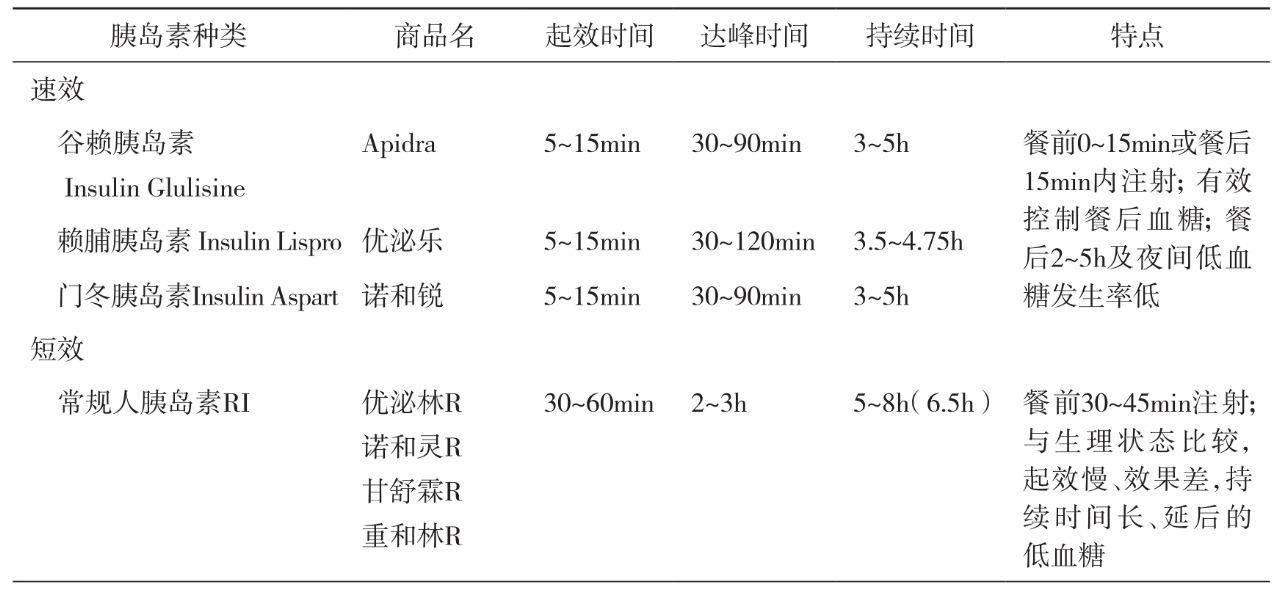 胰岛素种类 商品名 起效时间 达峰时间 持续时间 特点
速效
谷赖胰岛素 Apidra 5~15min 30~90min 3~5h 餐前0~15min或餐后
Insulin Glulisine 15min内注射；有效
控制餐后血糖；餐
赖脯胰岛素 Insulin Lispro 优泌乐 5~15min 30~120min 3.5~4.75h 后2~5h及夜间低血
门冬胰岛素Insulin Aspart 诺和锐 5~15min 30~90min 3~5h 糖发生率低
短效
常规人胰岛素RI 优泌林R 30~60min 2~3h 5~8h（6.5h） 餐前30~45min注射；
诺和灵R 与生理状态比较，
甘舒霖R 起效慢、效果差，持
重和林R 续时间长、延后的
低血糖